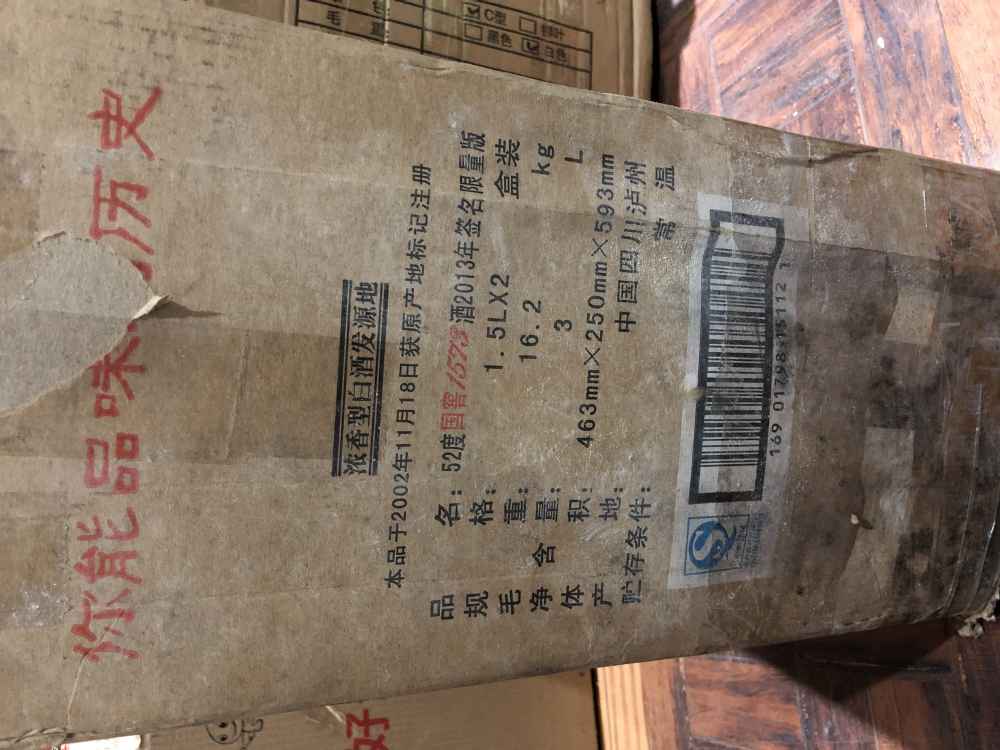 你能品味的历史
浓香型白酒发源地
本品于2002年11月18日获原产地标记注册
品名：52度国窖1573酒2013年签名限量版
规格：1.5LX2 盒装
毛重：16.2 kg
净含量：3 L
体积：463mm×250mm×593mm
产地：中国四川泸州
贮存条件：常温
169 01798 15112 1
好